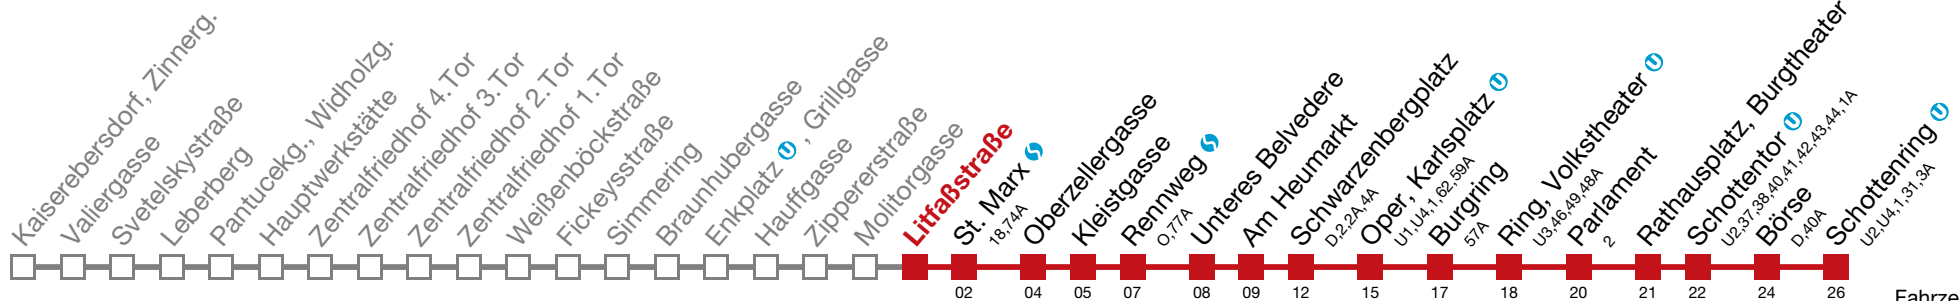 Kaiserebersdorf, Zinnerg.
Valiergasse
Svetelskystraße
Leberberg
Pantucekg., Widholzg.
Hauptwerkstätte
Zentralfriedhof 4.Tor
Zentralfriedhof 3.Tor
Zentralfriedhof 2.Tor
Zentralfriedhof 1.Tor
Weißenböckstraße
Fickeysstraße
Simmering
Braunhubergasse
Enkplatz U , Grillgasse
Hauffgasse
Zippererstraße
Molitorgasse
Litfaßstraße
St. Marx S
18,74A
Oberzellergasse
Kleistgasse
Rennweg S
O,77A
Unteres Belvedere
Am Heumarkt
Schwarzenbergplatz
D,2,2A,4A
Oper, Karlsplatz U
U1,U4,1,62,59A
Burgring
57A
Ring, Volkstheater U
U3,46,49,48A
Parlament
2
Rathausplatz, Burgtheater
Schottentor U
U2,37,38,40,41,42,43,44,1A
Börse
D,40A
Schottenring U
U2,U4,1,31,3A
02 04 05 07 08 09 12 15 17 18 20 21 22 24 26
Fahrze